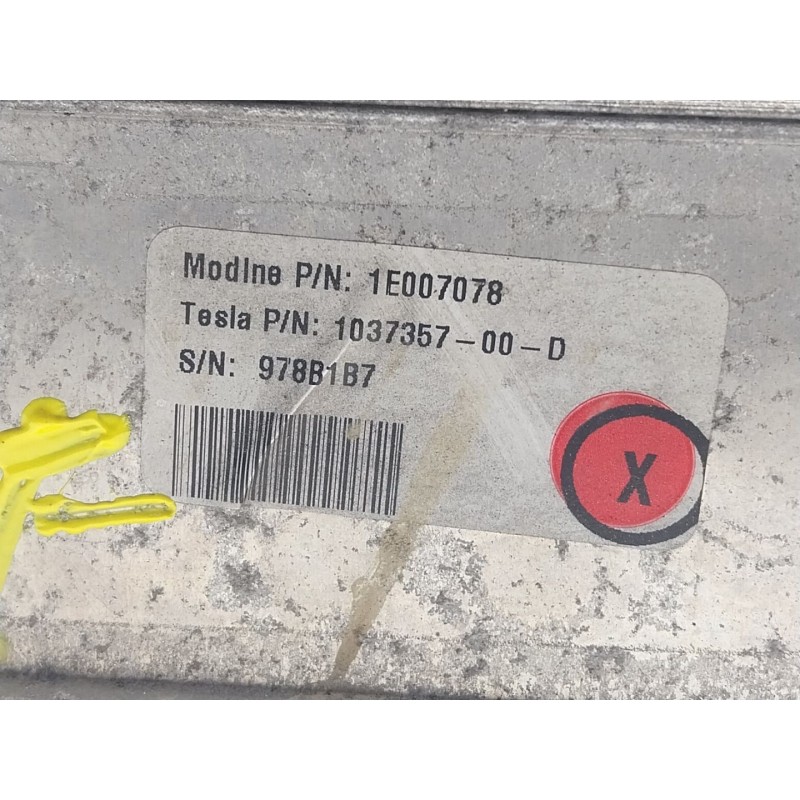 Modine P/N: 1E007078
Tesla P/N: 1037357-00-D
S/N: 978B1B7
X